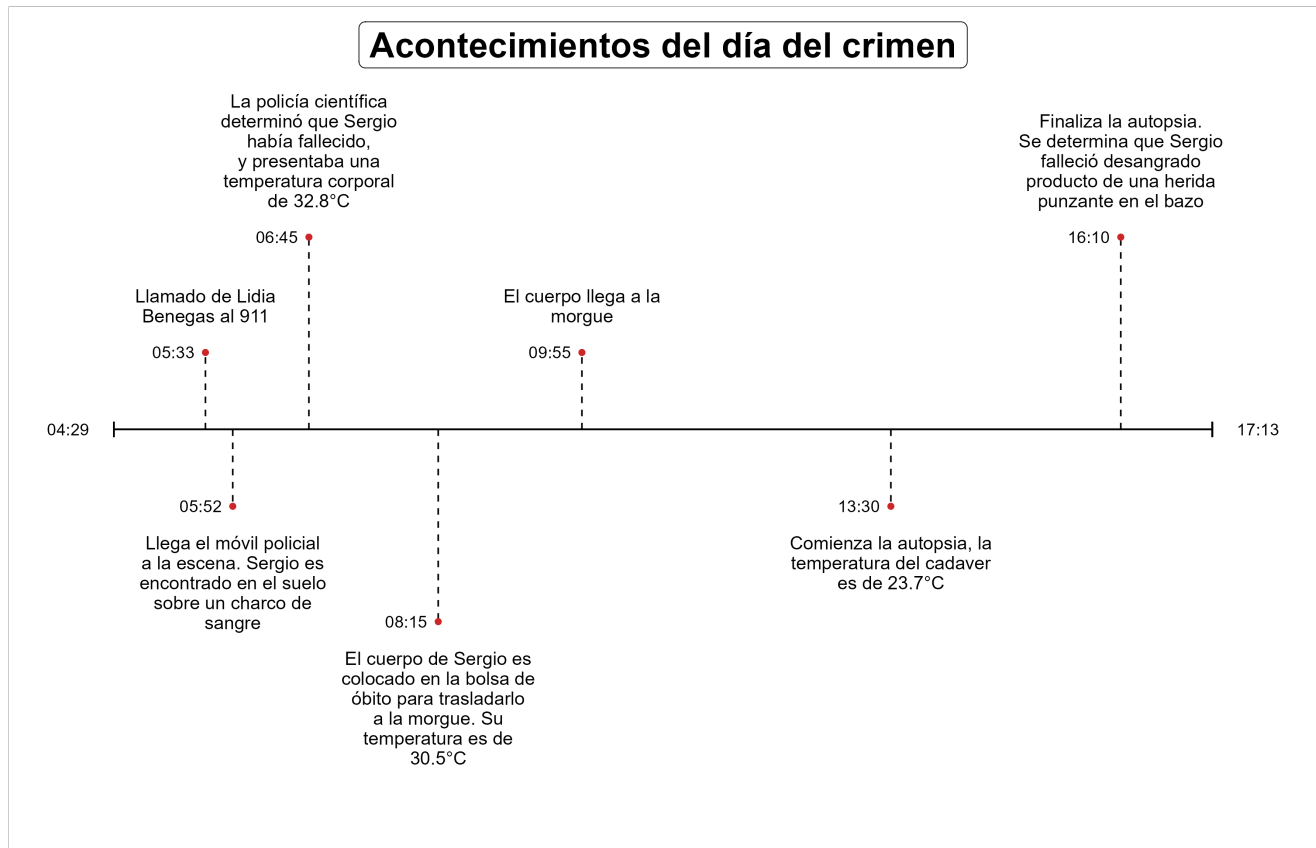 Acontecimientos del día del crimen
La policía científica
determinó que Sergio
había fallecido,
y presentaba una
temperatura corporal
de 32.8°C
06:45
Finaliza la autopsia.
Se determina que Sergio
falleció desangrado
producto de una herida
punzante en el bazo
16:10
Llamado de Lidia
Benegas al 911
05:33
El cuerpo llega a la
morgue
09:55
04:29
17:13
05:52
Llega el móvil policial
a la escena. Sergio es
encontrado en el suelo
sobre un charco de
sangre
13:30
Comienza la autopsia, la
temperatura del cadaver
es de 23.7°C
08:15
El cuerpo de Sergio es
colocado en la bolsa de
óbito para trasladarlo
a la morgue. Su
temperatura es de
30.5°C